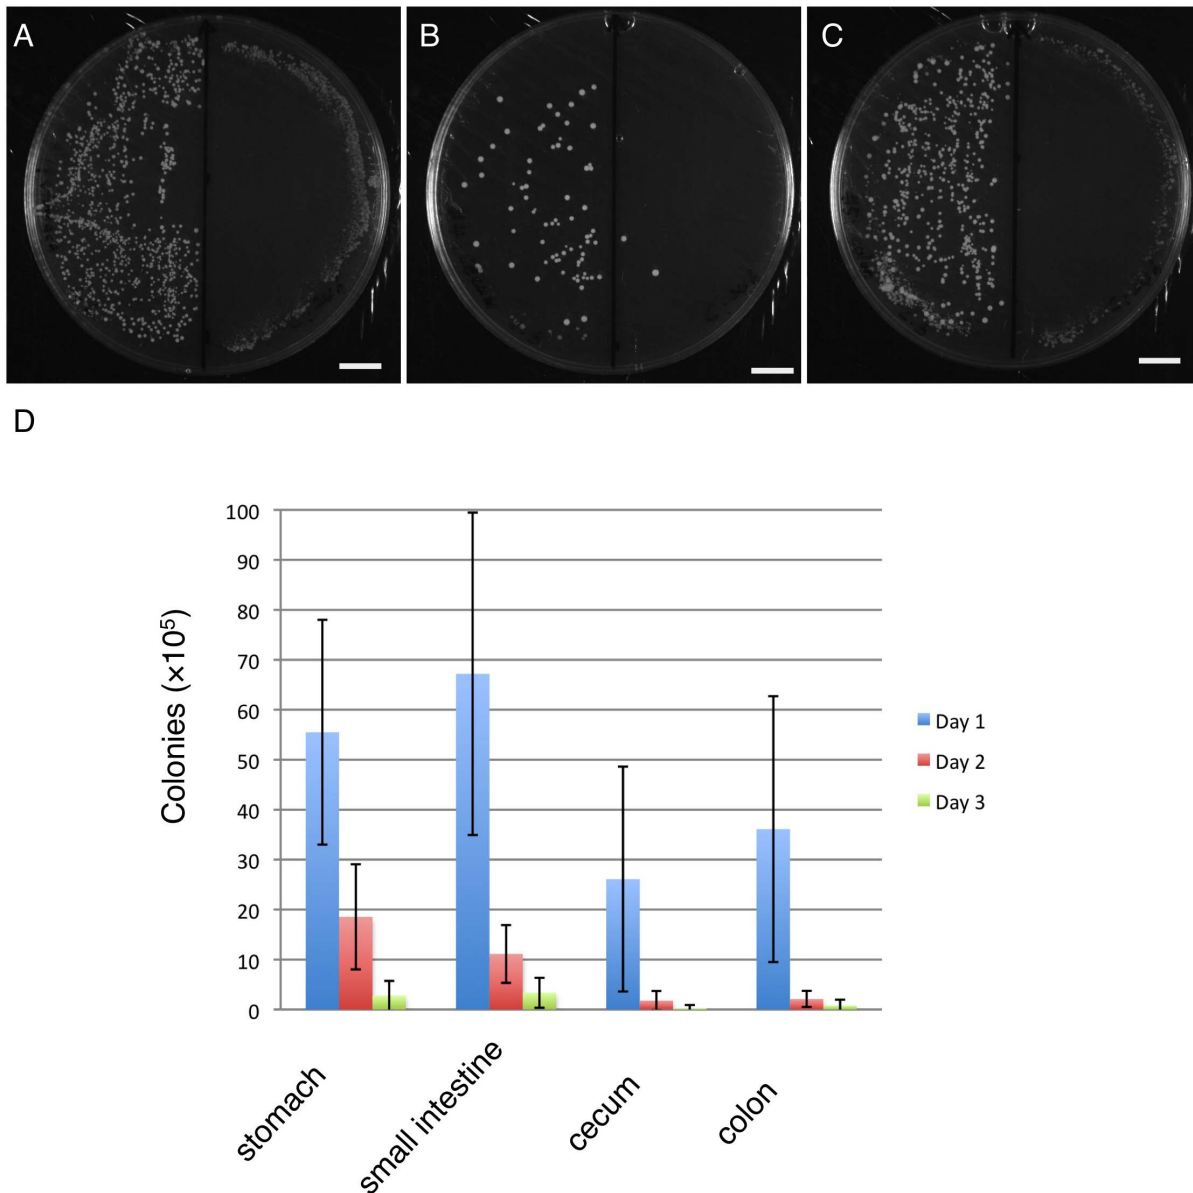 A
B
C
D
100
90
80
70
60
50
40
30
20
10
0
Colonies (×10⁵)
Day 1
Day 2
Day 3
stomach
small intestine
cecum
colon